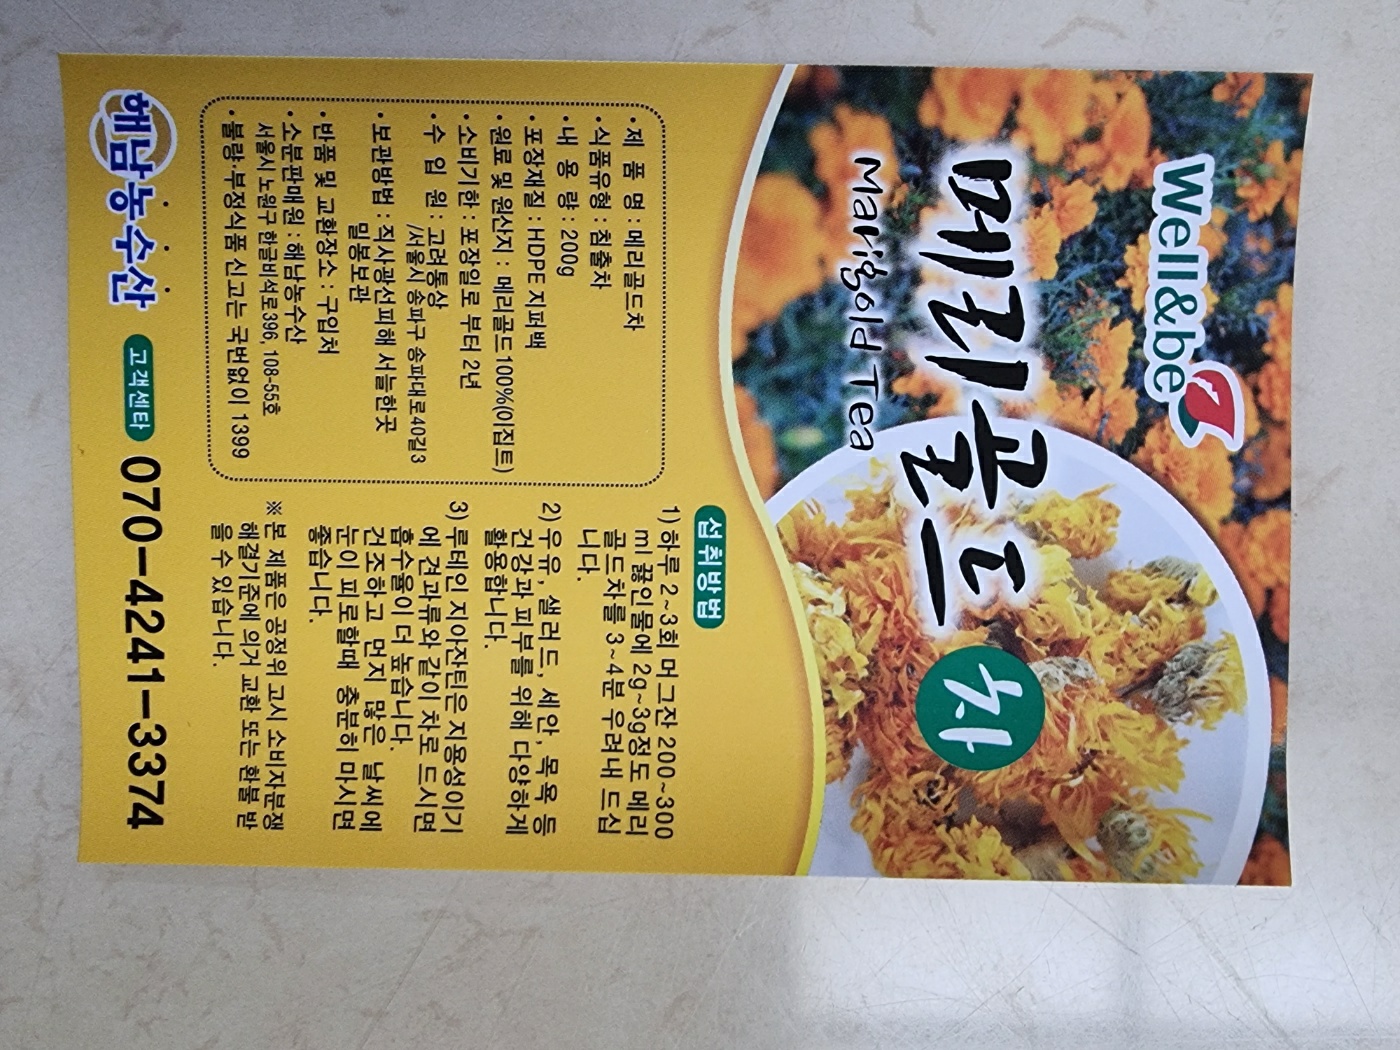 Well&be
메리골드 차
Marigold Tea
• 제 품 명 : 메리골드차
• 식품유형 : 침출차
• 내 용 량 : 200g
• 포장재질 : HDPE 지퍼백
• 원료 및 원산지 : 메리골드 100%(이집트)
• 소비기한 : 포장일로 부터 2년
• 수 입 원 : 고려통상
/서울시 송파구 송파대로40길3
• 보관방법 : 직사광선피해 서늘한곳
밀봉보관
• 반품 및 교환장소 : 구입처
• 소분판매원 : 해남농수산
서울시 노원구 한글비석로396, 108-55호
• 불량·부정식품 신고는 국번없이 1399
섭취방법
1) 하루 2~3회 머그잔 200~300
ml 끓인물에 2g~3g정도 메리
골드차를 3~4분 우려내 드십
니다.
2) 우유, 샐러드, 세안, 목욕 등
건강과 피부를 위해 다양하게
활용합니다.
3) 루테인 지아잔틴은 지용성이기
에 견과류와 같이 차로 드시면
흡수율이 더 높습니다.
건조하고 먼지 많은 날씨에
눈이 피로할때 충분히 마시면
좋습니다.
※ 본 제품은 공정위 고시 소비자분쟁
해결기준에 의거 교환 또는 환불 받
을 수 있습니다.
해남농수산 고객센타 070-4241-3374